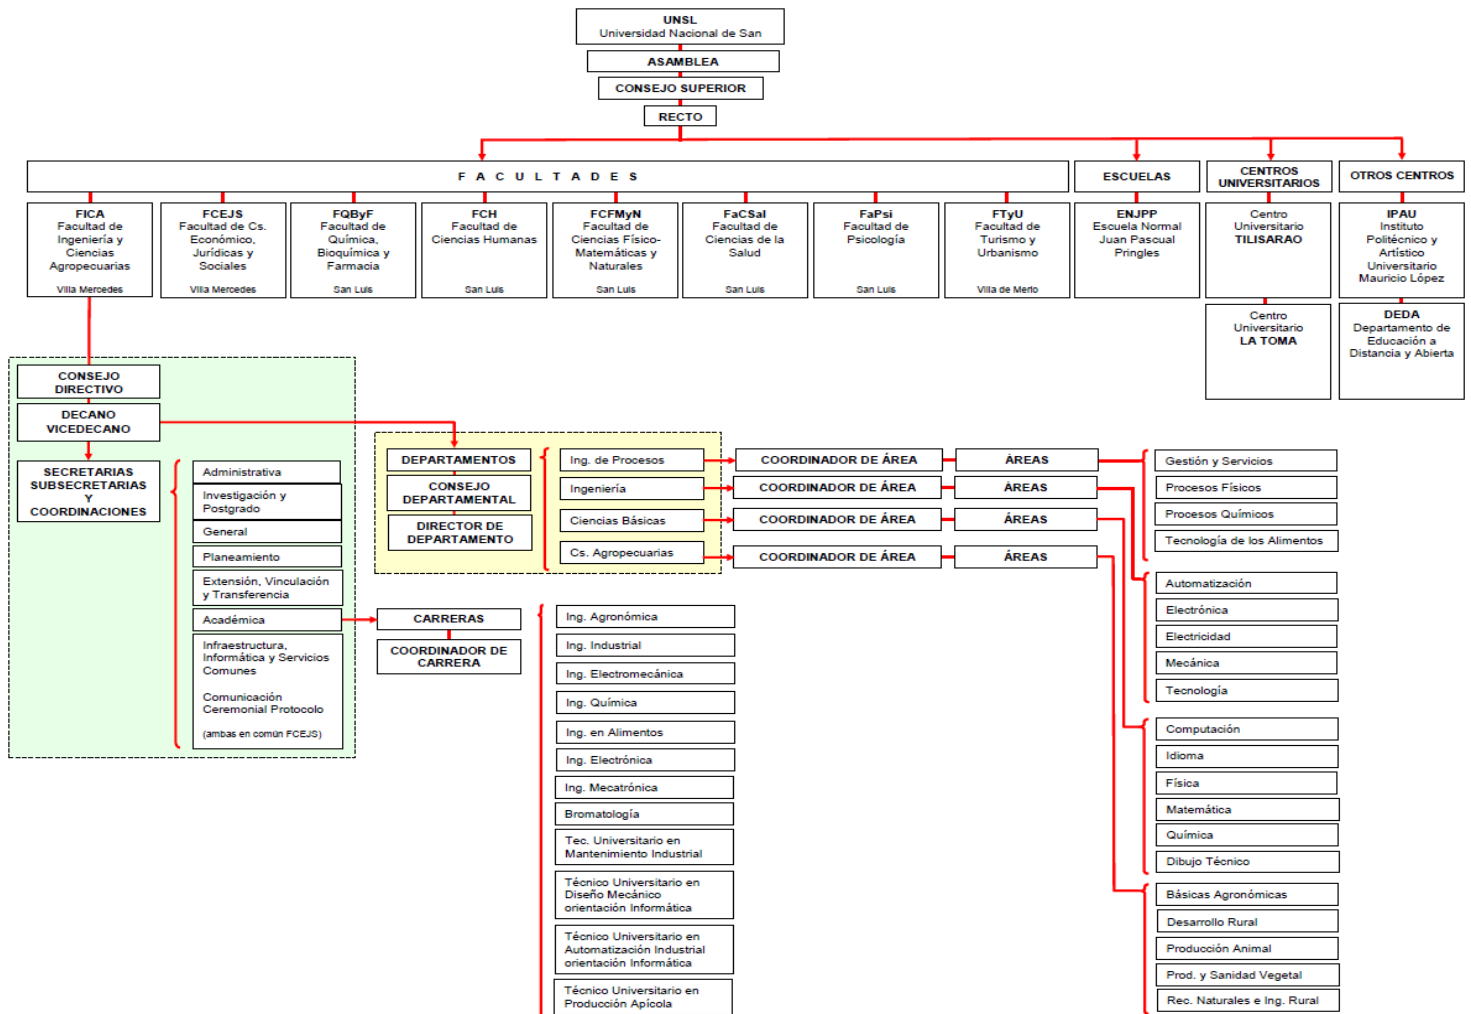 UNSL
Universidad Nacional de San
ASAMBLEA
CONSEJO SUPERIOR
RECTO
F A C U L T A D E S
ESCUELAS
CENTROS
UNIVERSITARIOS
OTROS CENTROS
FICA
Facultad de
Ingeniería y
Ciencias
Agropecuarias
Villa Mercedes
FCEJS
Facultad de Cs.
Económico,
Jurídicas y
Sociales
Villa Mercedes
FQByF
Facultad de
Química,
Bioquímica y
Farmacia
San Luis
FCH
Facultad de
Ciencias Humanas
San Luis
FCFMyN
Facultad de
Ciencias Físico-
Matemáticas y
Naturales
San Luis
FaCSal
Facultad de
Ciencias de la
Salud
San Luis
FaPsi
Facultad de
Psicología
San Luis
FTyU
Facultad de
Turismo y
Urbanismo
Villa de Merlo
ENJPP
Escuela Normal
Juan Pascual
Pringles
Centro
Universitario
TILISARAO
IPAU
Instituto
Politécnico y
Artístico
Universitario
Mauricio López
Centro
Universitario
LA TOMA
DEDA
Departamento de
Educación a
Distancia y Abierta
CONSEJO
DIRECTIVO
DECANO
VICEDECANO
SECRETARIAS
SUBSECRETARIAS
Y
COORDINACIONES
Administrativa
Investigación y
Postgrado
General
Planeamiento
Extensión, Vinculación
y Transferencia
Académica
Infraestructura,
Informática y Servicios
Comunes
Comunicación
Ceremonial Protocolo
(ambas en común FCEJS)
DEPARTAMENTOS
CONSEJO
DEPARTAMENTAL
DIRECTOR DE
DEPARTAMENTO
Ing. de Procesos
Ingeniería
Ciencias Básicas
Cs. Agropecuarias
COORDINADOR DE ÁREA
ÁREAS
COORDINADOR DE ÁREA
ÁREAS
COORDINADOR DE ÁREA
ÁREAS
COORDINADOR DE ÁREA
ÁREAS
Gestión y Servicios
Procesos Físicos
Procesos Químicos
Tecnología de los Alimentos
Automatización
Electrónica
Electricidad
Mecánica
Tecnología
Computación
Idioma
Física
Matemática
Química
Dibujo Técnico
Básicas Agronómicas
Desarrollo Rural
Producción Animal
Prod. y Sanidad Vegetal
Rec. Naturales e Ing. Rural
CARRERAS
COORDINADOR DE
CARRERA
Ing. Agronómica
Ing. Industrial
Ing. Electromecánica
Ing. Química
Ing. en Alimentos
Ing. Electrónica
Ing. Mecatrónica
Bromatología
Tec. Universitario en
Mantenimiento Industrial
Técnico Universitario en
Diseño Mecánico
orientación Informática
Técnico Universitario en
Automatización Industrial
orientación Informática
Técnico Universitario en
Producción Apícola